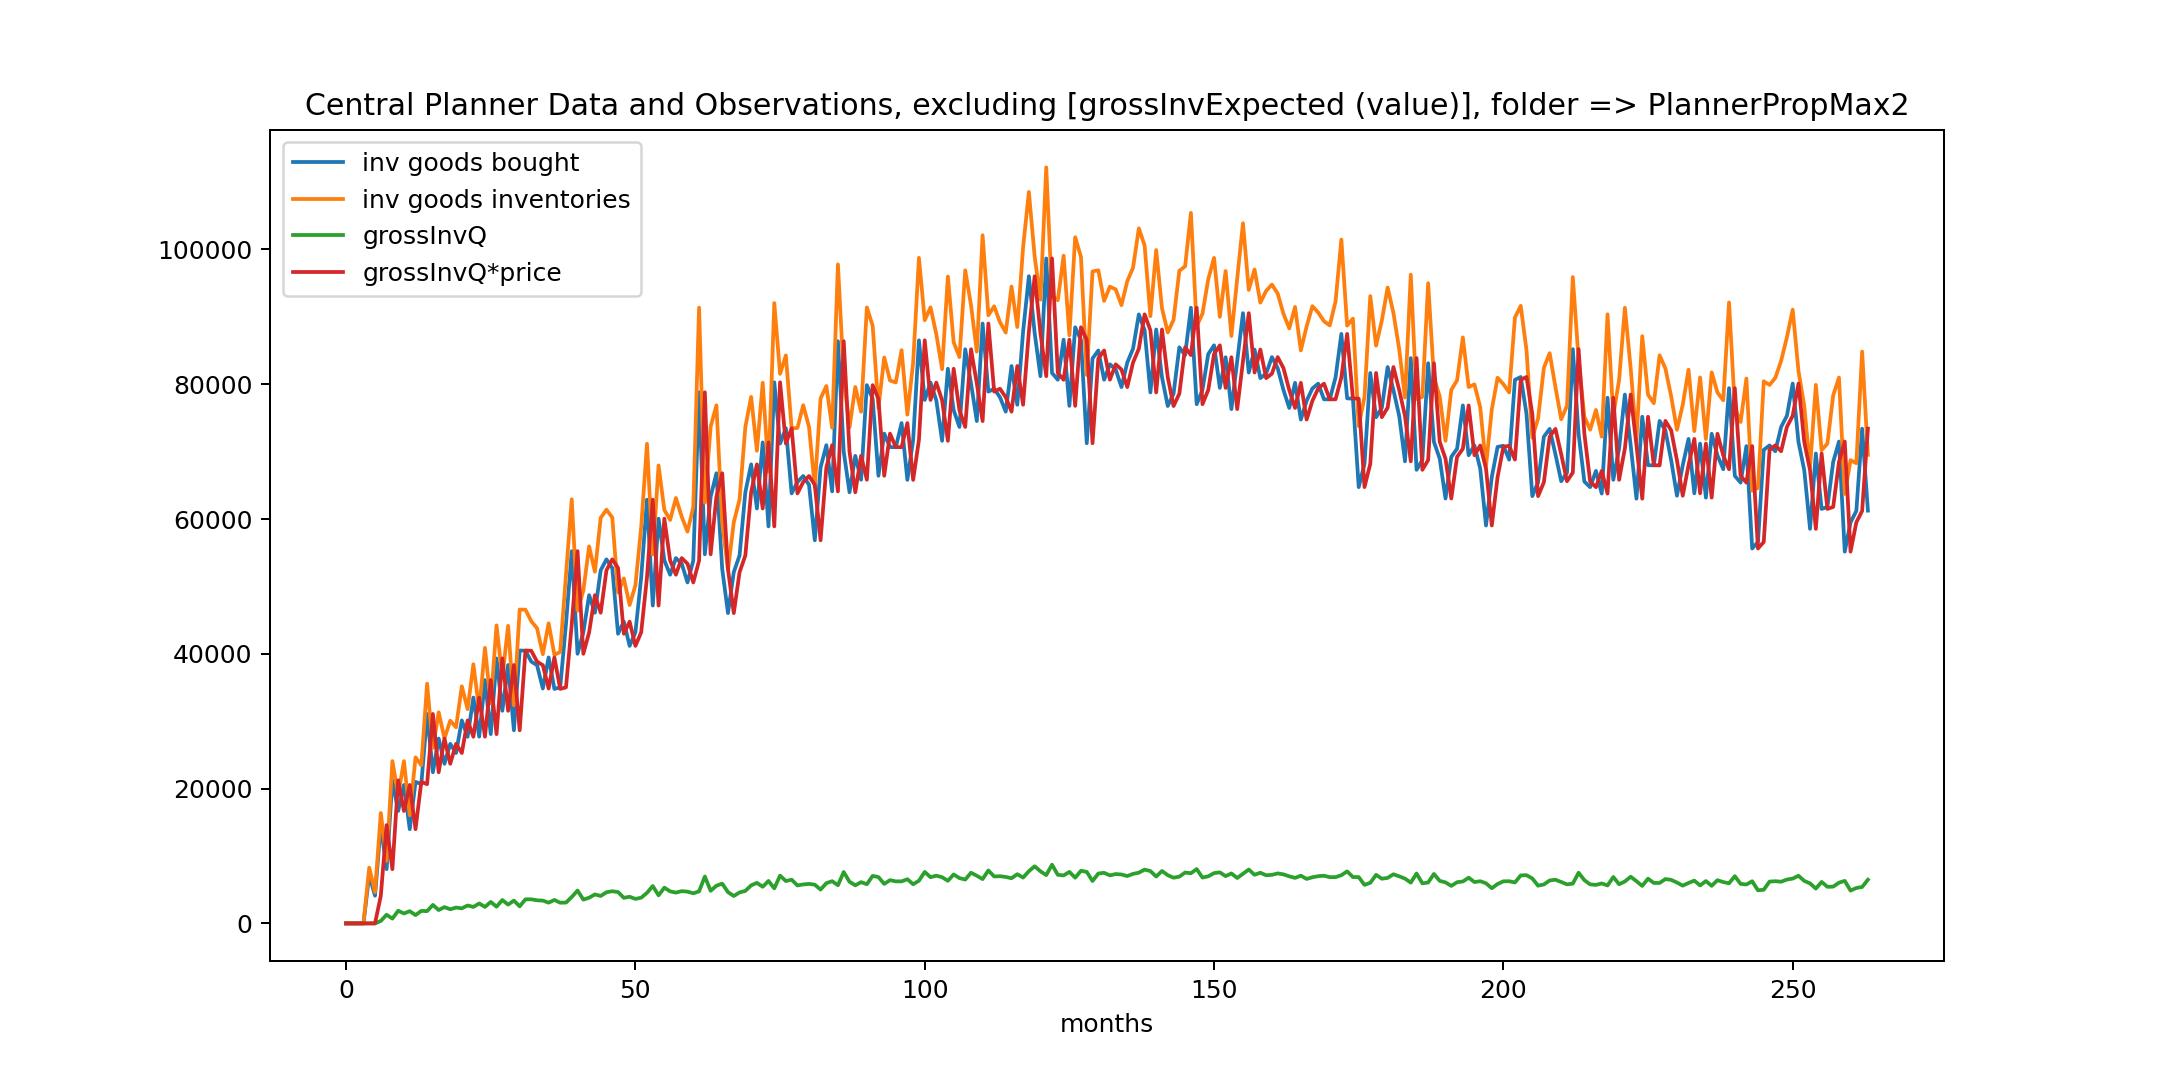 Central Planner Data and Observations, excluding [grossInvExpected (value)], folder => PlannerPropMax2
inv goods bought
inv goods inventories
grossInvQ
grossInvQ*price
100000
80000
60000
40000
20000
0
0 50 100 150 200 250
months